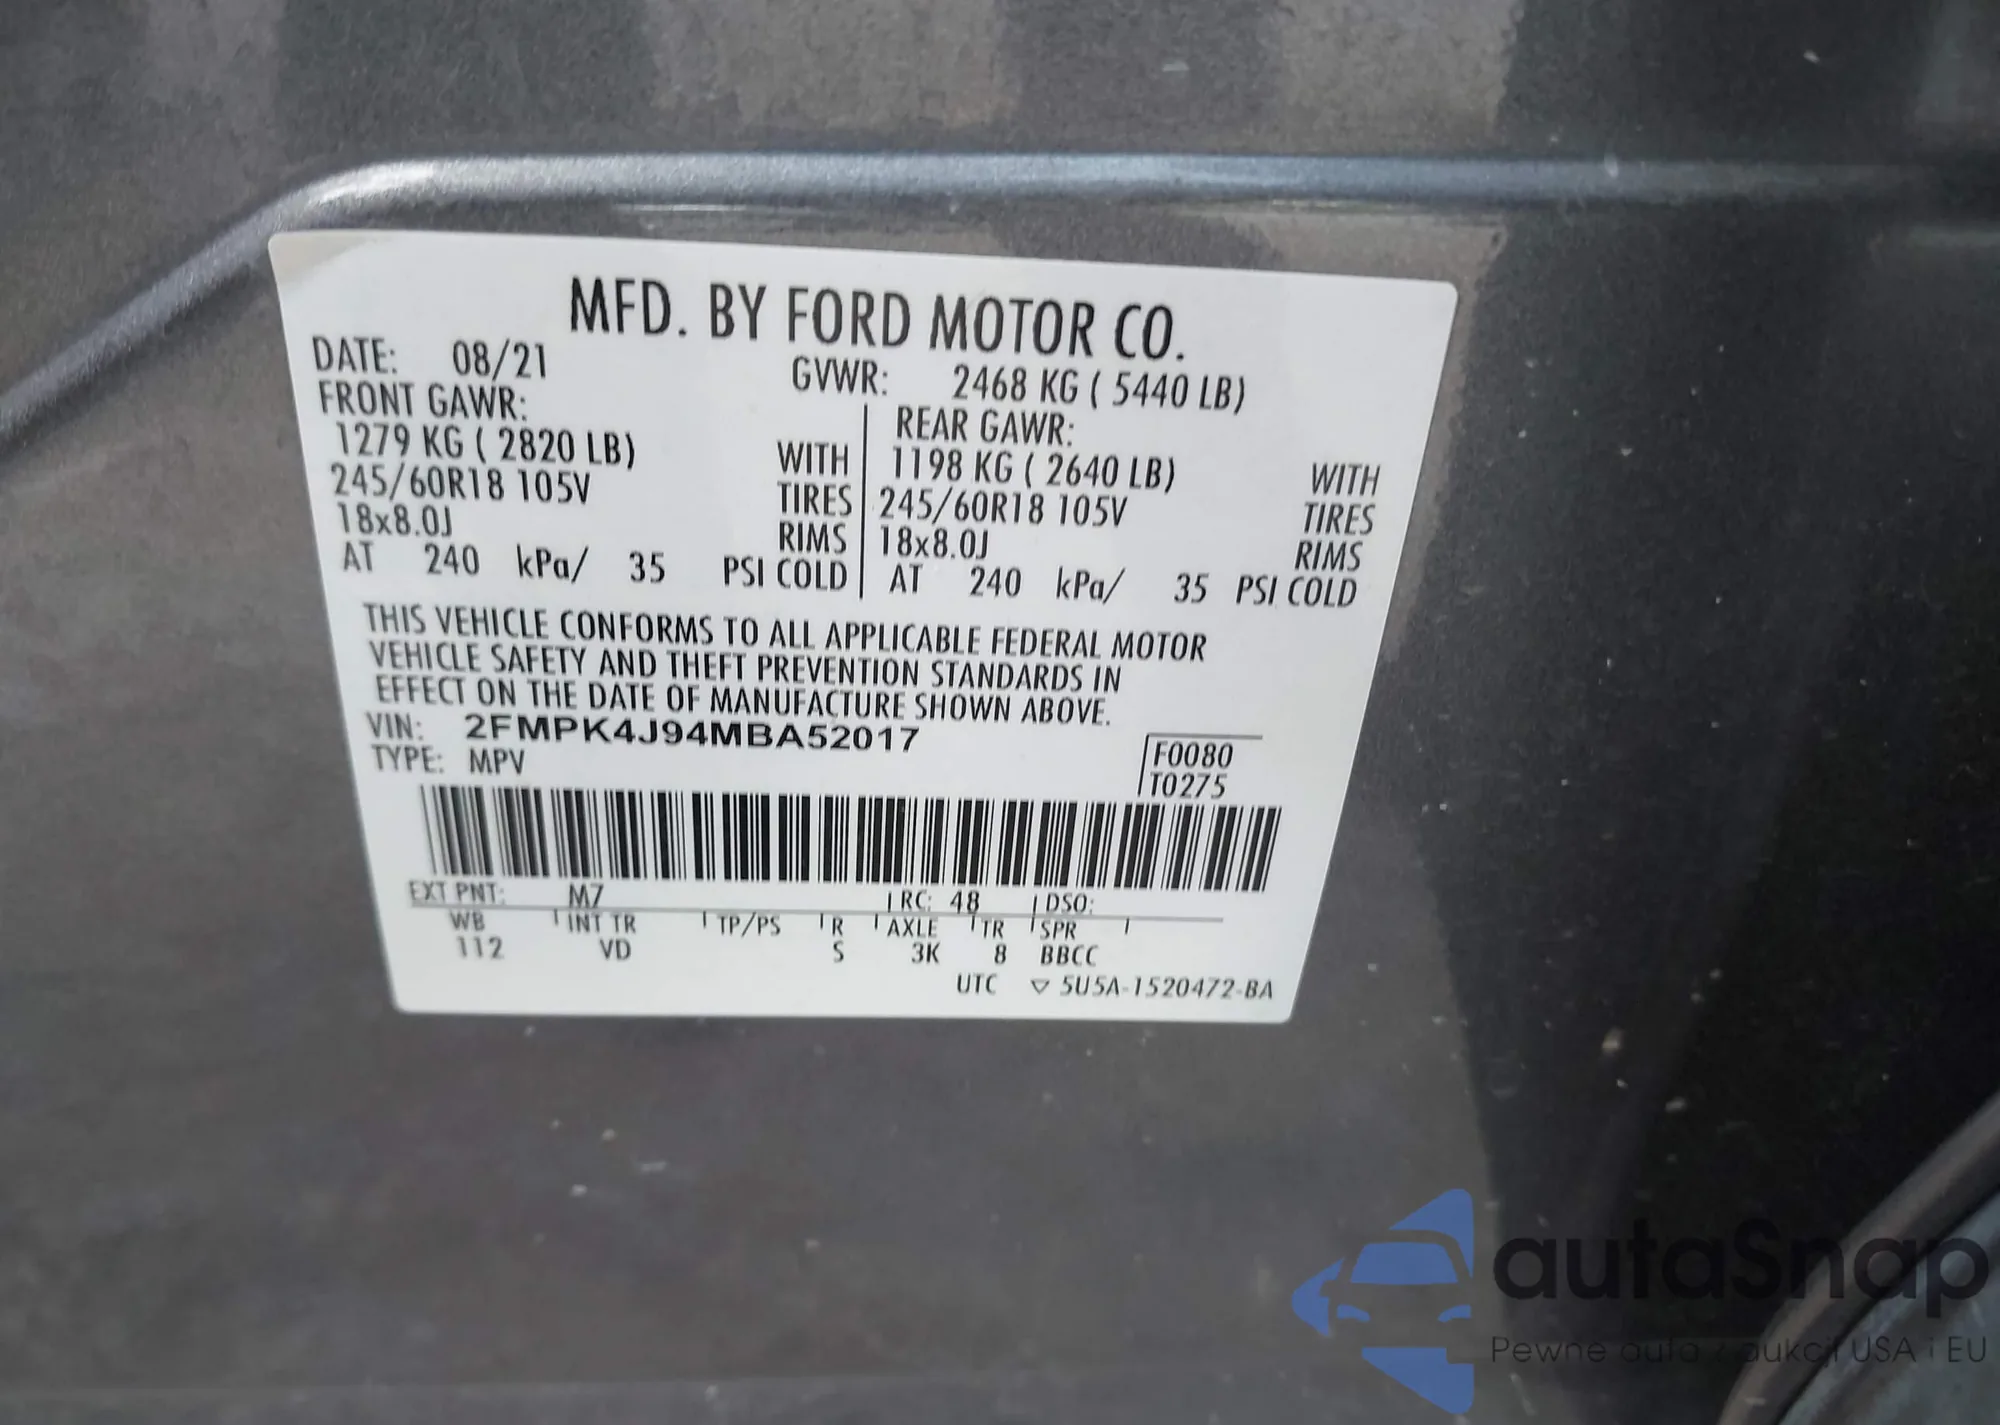 MFD. BY FORD MOTOR CO.
DATE: 08/21 GVWR: 2468 KG ( 5440 LB)
FRONT GAWR: REAR GAWR:
1279 KG ( 2820 LB) WITH 1198 KG ( 2640 LB) WITH
245/60R18 105V TIRES 245/60R18 105V TIRES
18x8.0J RIMS 18x8.0J RIMS
AT 240 kPa/ 35 PSI COLD AT 240 kPa/ 35 PSI COLD
THIS VEHICLE CONFORMS TO ALL APPLICABLE FEDERAL MOTOR
VEHICLE SAFETY AND THEFT PREVENTION STANDARDS IN
EFFECT ON THE DATE OF MANUFACTURE SHOWN ABOVE.
VIN: 2FMPK4J94MBA52017
TYPE: MPV
F0080
T0275
EXT PNT: M7 RC: 48 DSO:
WB INT TR TP/PS R AXLE TR SPR
112 VD S 3K 8 BBCC
UTC ▽ 5U5A-1520472-BA
autaSnap
Pewne auta z aukcji USA i EU